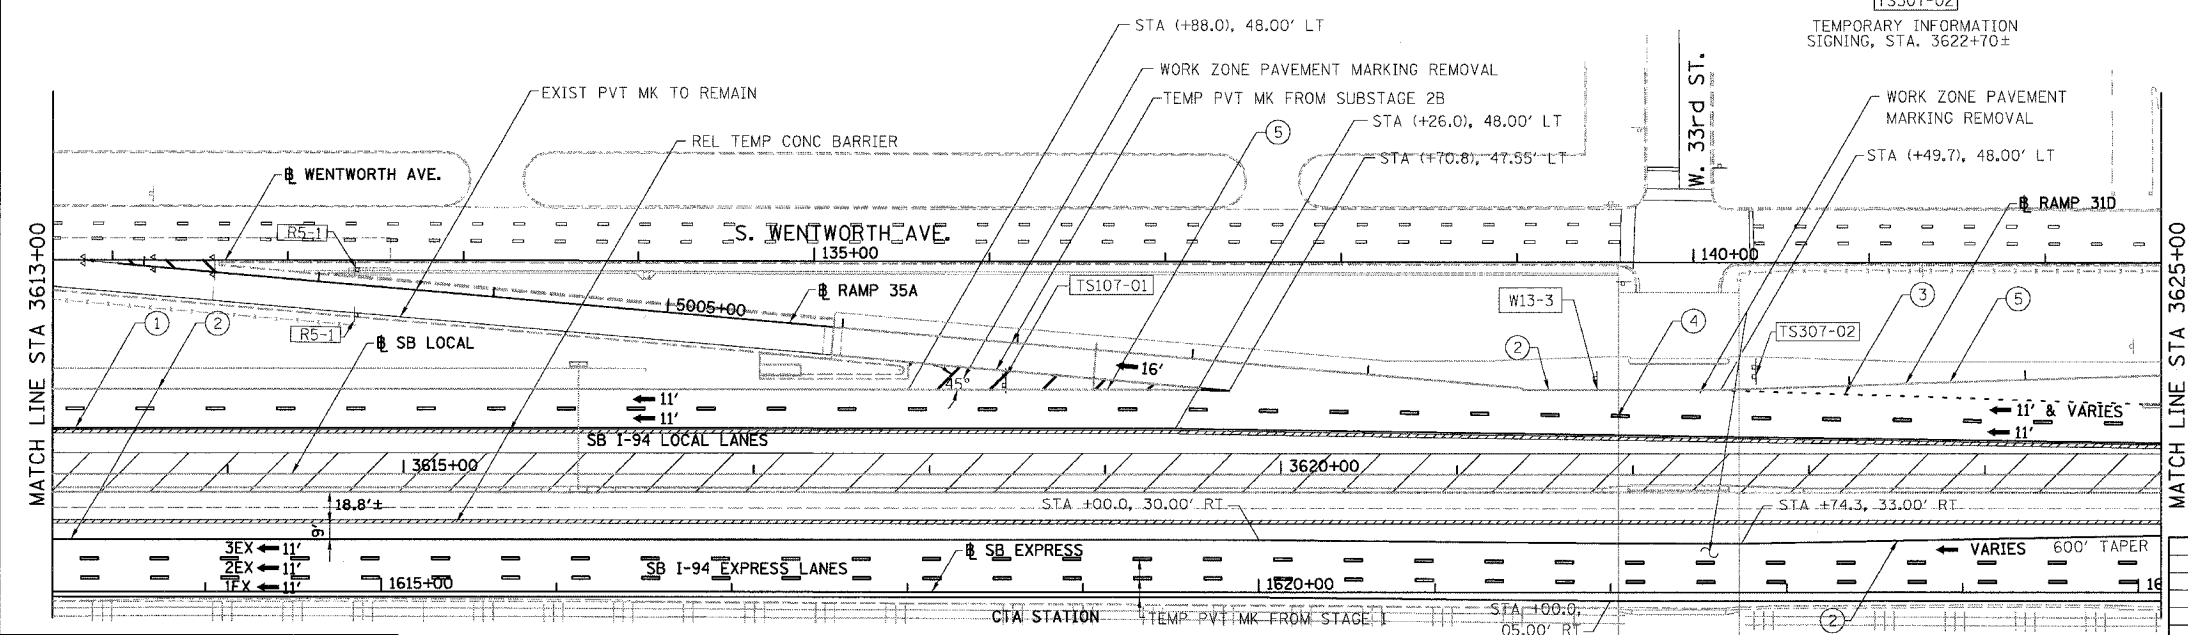 TS307-02
TEMPORARY INFORMATION
SIGNING, STA. 3622+70±
STA (+88.0), 48.00' LT
WORK ZONE PAVEMENT MARKING REMOVAL
TEMP PVT MK FROM SUBSTAGE 2B
STA (+26.0), 48.00' LT
5
STA (+70.8), 47.55' LT
EXIST PVT MK TO REMAIN
REL TEMP CONC BARRIER
W. 33rd ST.
WORK ZONE PAVEMENT
MARKING REMOVAL
STA (+49.7), 48.00' LT
℄ WENTWORTH AVE.
℄ RAMP 31D
R5-1
S. WENTWORTH AVE.
135+00
140+00
MATCH LINE STA 3613+00
MATCH LINE STA 3625+00
TS107-01
W13-3
℄ RAMP 35A
5005+00
1
2
R5-1
℄ SB LOCAL
4
3
5
TS307-02
2
16'
45°
11'
11'
11' & VARIES
11'
SB I-94 LOCAL LANES
3615+00
3620+00
18.8'±
9'
STA +00.0, 30.00' RT
STA +74.3, 33.00' RT
3EX 11'
2EX 11'
1EX 11'
SB I-94 EXPRESS LANES
℄ SB EXPRESS
VARIES 600' TAPER
1615+00
1620+00
16
CTA STATION
TEMP PVT MK FROM STAGE I
STA +00.0,
05.00' RT
2